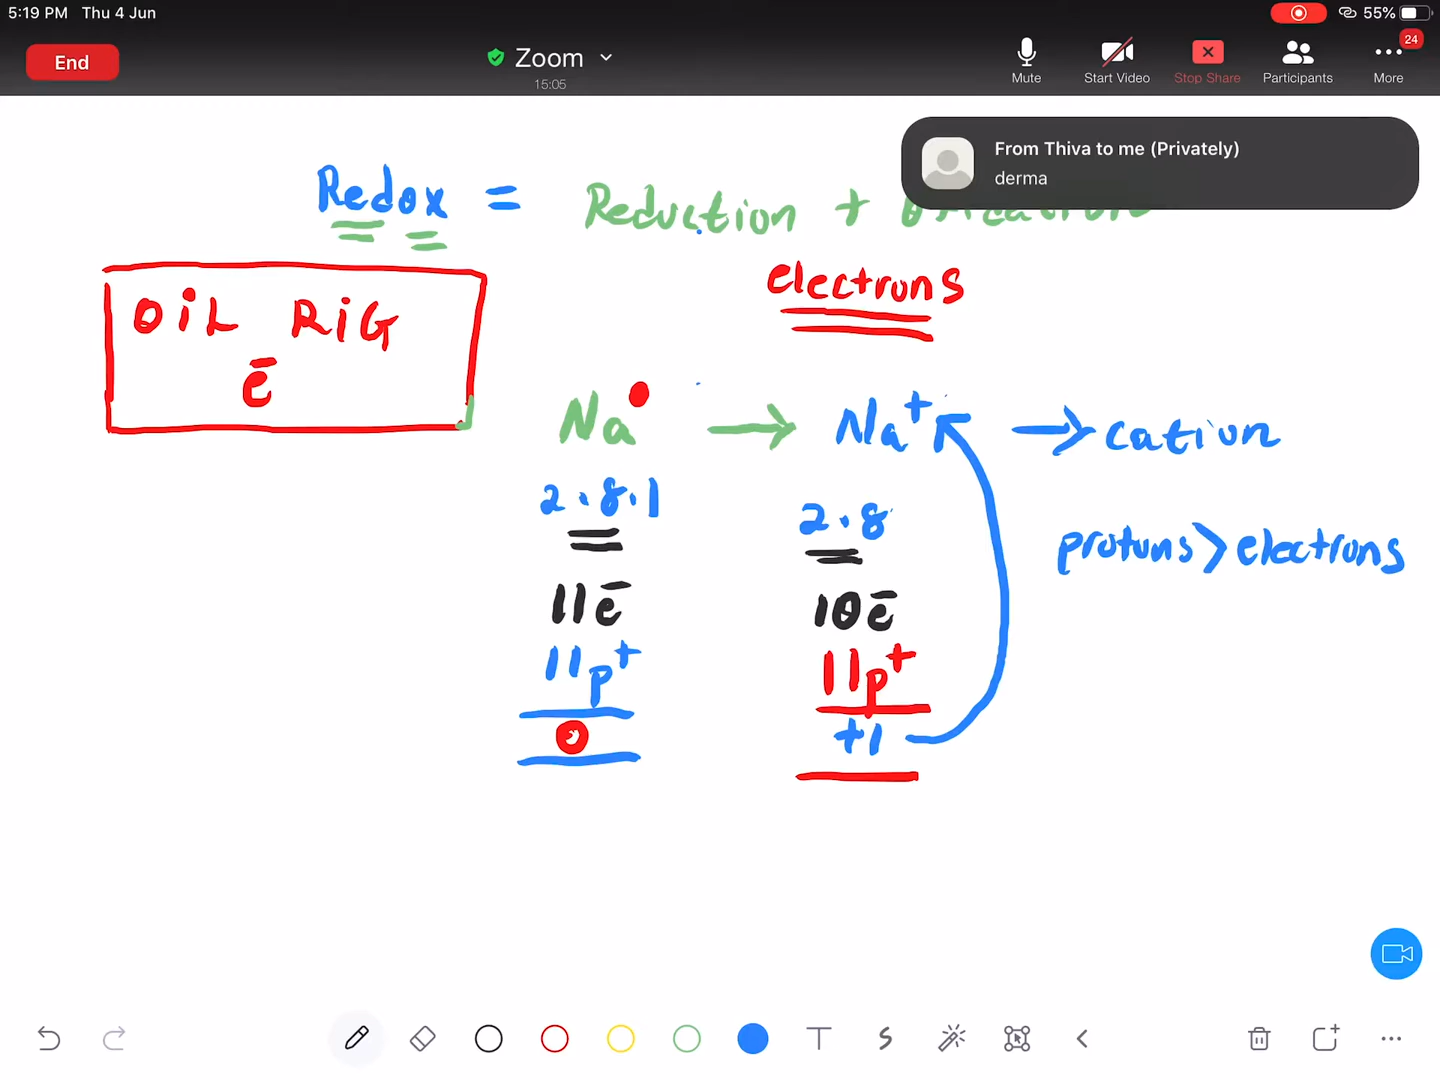 5:19 PM Thu 4 Jun
55%
End
Zoom
15:05
Mute
Start Video
Stop Share
Participants
24
More
From Thiva to me (Privately)
derma
Redox = Reduction +
OiL RiG
ē
electrons
Na → Na⁺ → cation
2.8.1
2.8
protons > electrons
11ē
10ē
11p⁺
11p⁺
0
+1
T